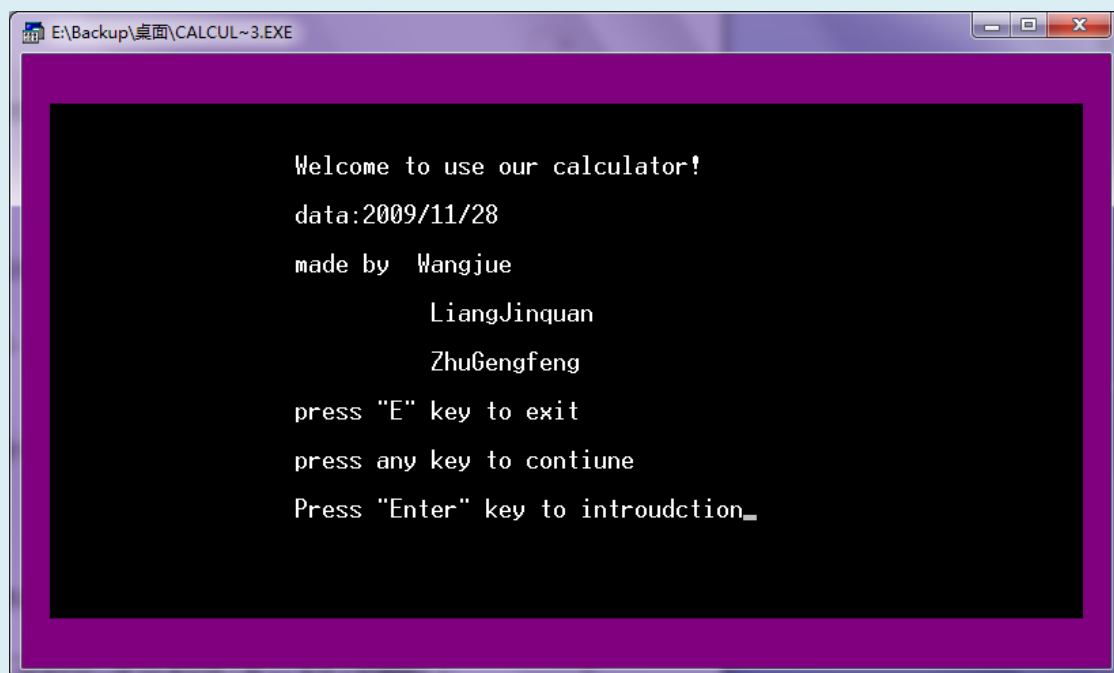 E:\Backup\桌面\CALCUL~3.EXE
Welcome to use our calculator!
data:2009/11/28
made by  Wangjue
LiangJinquan
ZhuGengfeng
press "E" key to exit
press any key to contiune
Press "Enter" key to introudction